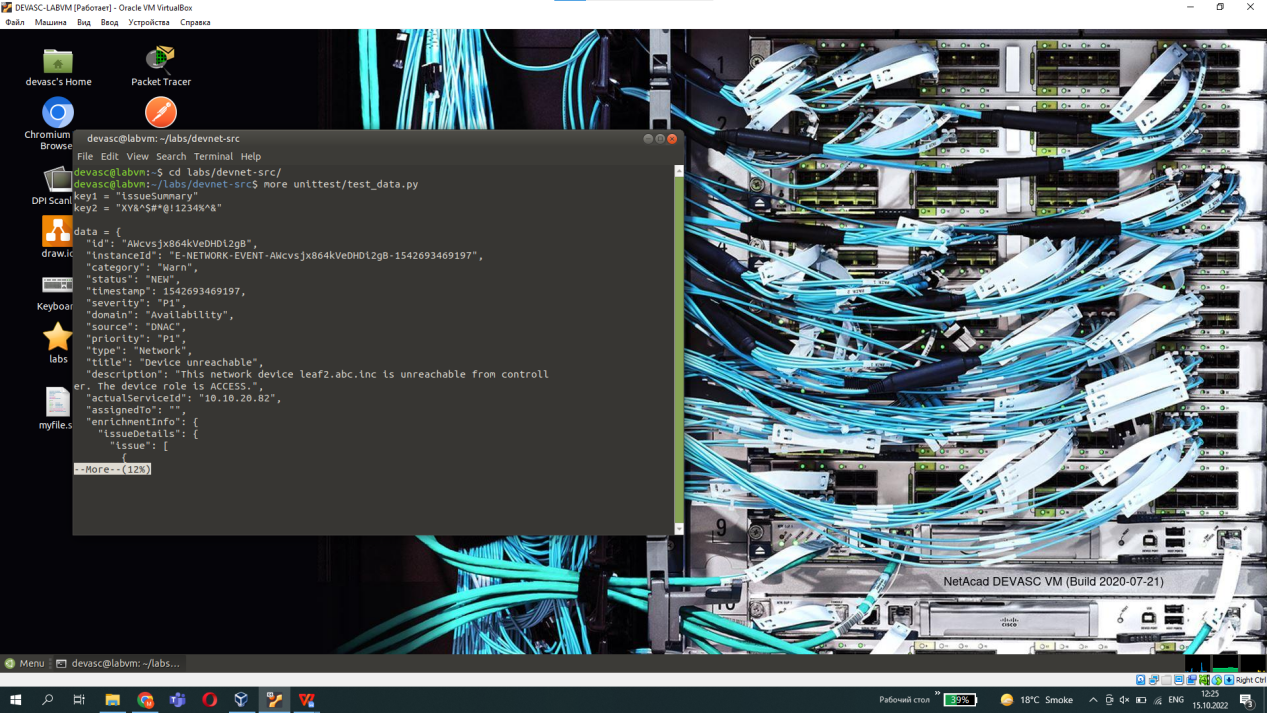 DEVASC-LABVM [Работает] - Oracle VM VirtualBox
Файл Машина Вид Ввод Устройства Справка
devasc's Home
Packet Tracer
Chromium
Browse
DPI Scan
draw.io
Keyboar
labs
myfile.s
devasc@labvm: ~/labs/devnet-src
File Edit View Search Terminal Help
devasc@labvm:~$ cd labs/devnet-src/
devasc@labvm:~/labs/devnet-src$ more unittest/test_data.py
key1 = "issueSummary"
key2 = "XY&^$#*@!1234%^&"
data = {
"id": "AWcvsjx864kVeDHDi2gB",
"instanceId": "E-NETWORK-EVENT-AWcvsjx864kVeDHDi2gB-1542693469197",
"category": "Warn",
"status": "NEW",
"timestamp": 1542693469197,
"severity": "P1",
"domain": "Availability",
"source": "DNAC",
"priority": "P1",
"type": "Network",
"title": "Device unreachable",
"description": "This network device leaf2.abc.inc is unreachable from controll
er. The device role is ACCESS.",
"actualServiceId": "10.10.20.82",
"assignedTo": "",
"enrichmentInfo": {
"issueDetails": {
"issue": [
{
--More--(12%)
1
2
4
9
10
NetAcad DEVASC VM (Build 2020-07-21)
CISCO
Menu devasc@labvm: ~/labs...
Right Ctrl
Рабочий стол » 39% 18°C Smoke ENG 12:25
15.10.2022
3